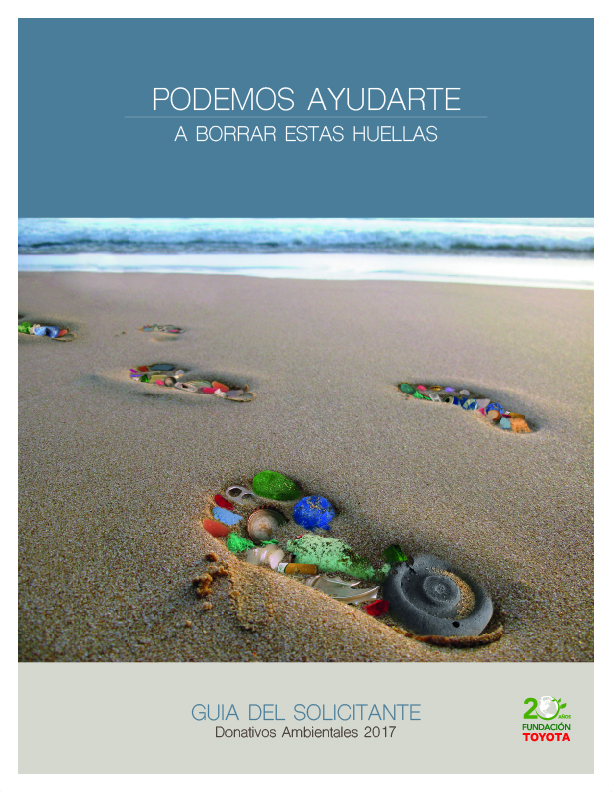 PODEMOS AYUDARTE
A BORRAR ESTAS HUELLAS
GUIA DEL SOLICITANTE
Donativos Ambientales 2017
20 AÑOS
FUNDACIÓN
TOYOTA